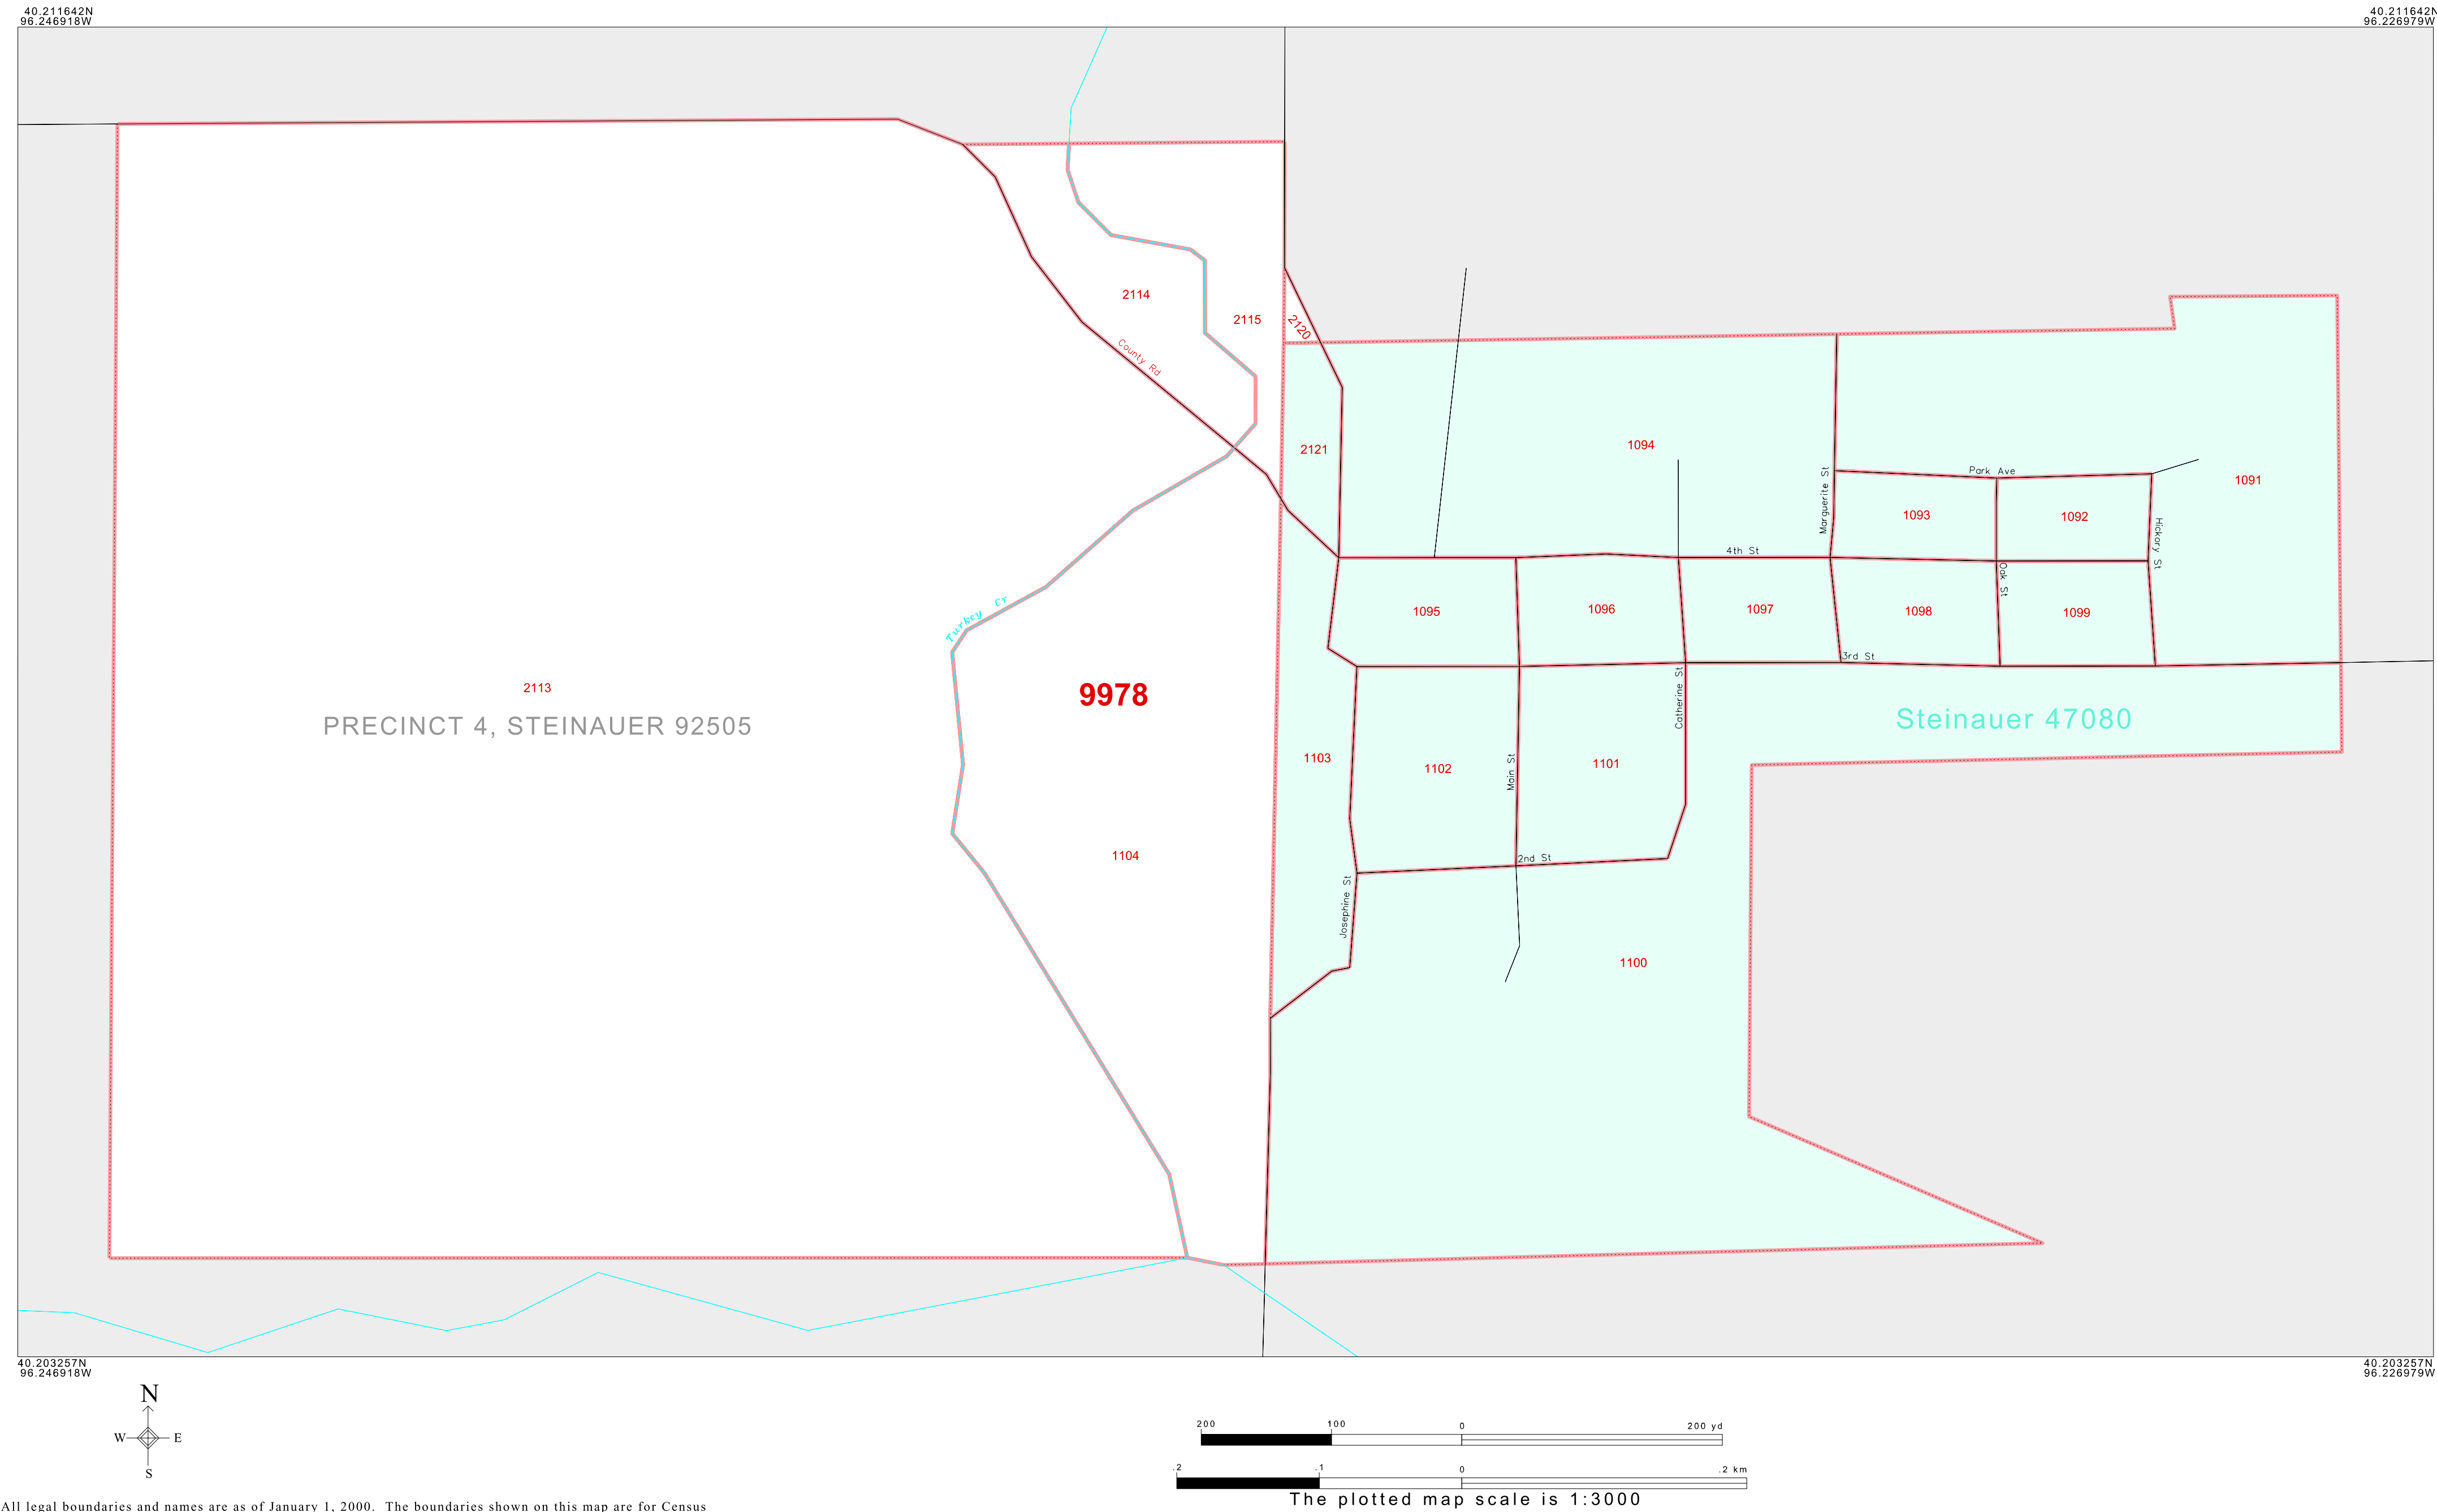 40.211642N
96.246918W
40.211642N
96.226979W
2114
2115
2120
County Rd
2121
1094
Marguerite St
Park Ave
1091
1093
1092
Hickory St
4th St
Oak St
Turkey Cr
1095
1096
1097
1098
1099
3rd St
2113
9978
Catherine St
PRECINCT 4, STEINAUER 92505
Steinauer 47080
1103
1102
Main St
1101
1104
2nd St
Josephine St
1100
40.203257N
96.246918W
40.203257N
96.226979W
N
W
E
S
200 100 0 200 yd
.2 .1 0 .2 km
The plotted map scale is 1:3000
All legal boundaries and names are as of January 1, 2000. The boundaries shown on this map are for Census